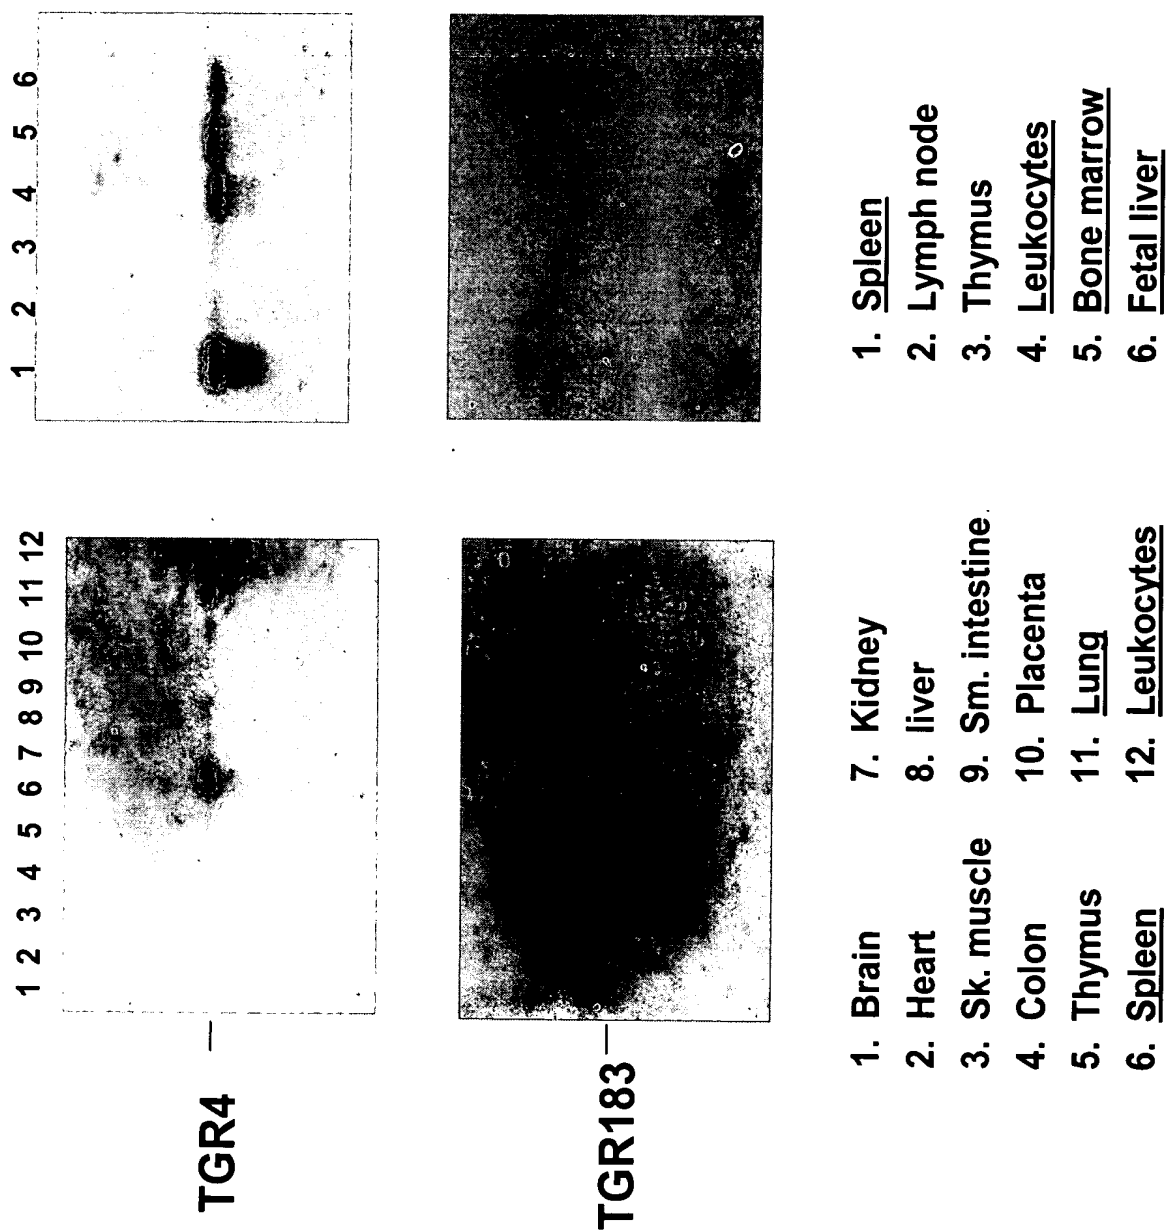 1 2 3 4 5 6 7 8 9 10 11 12
1 2 3 4 5 6
TGR4
TGR183
1. Brain
2. Heart
3. Sk. muscle
4. Colon
5. Thymus
6. Spleen
7. Kidney
8. liver
9. Sm. intestine
10. Placenta
11. Lung
12. Leukocytes
1. Spleen
2. Lymph node
3. Thymus
4. Leukocytes
5. Bone marrow
6. Fetal liver